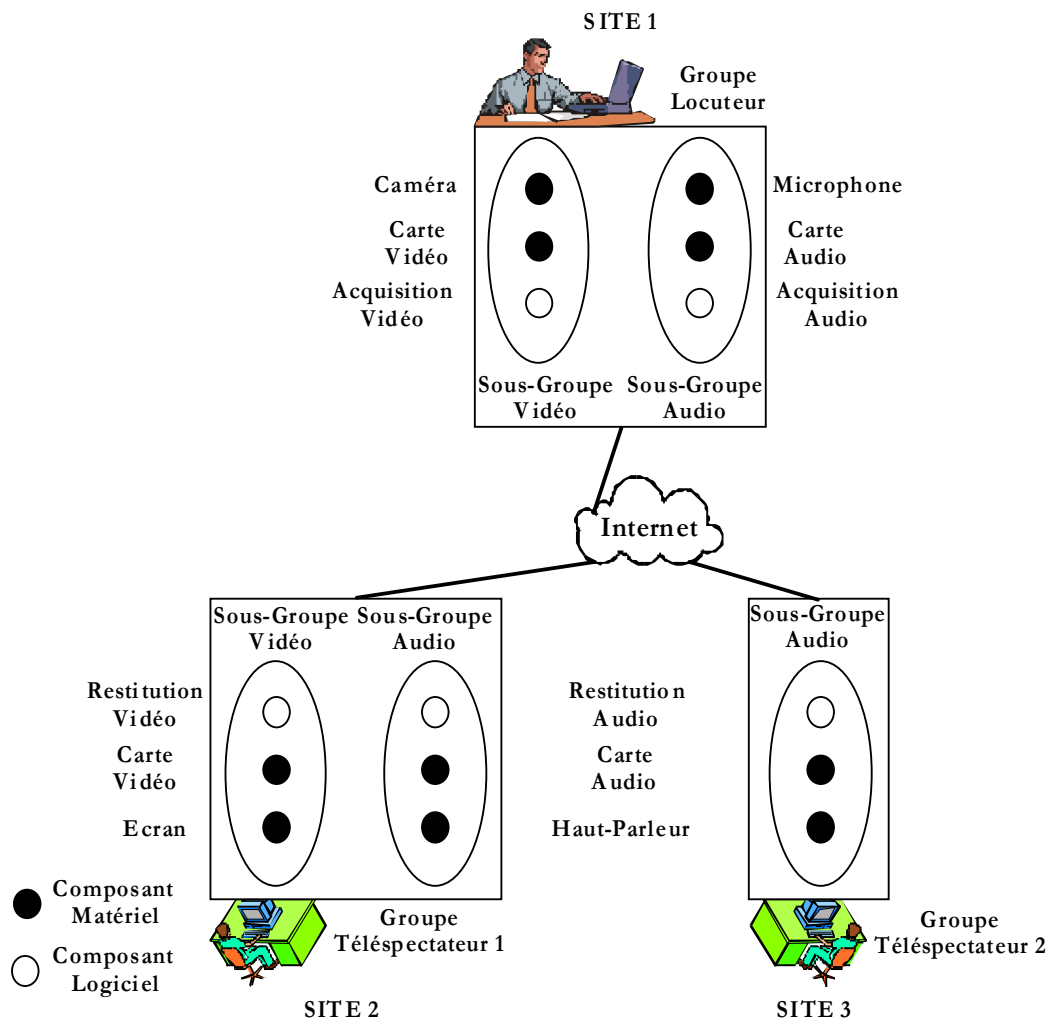 SITE 1
Groupe
Locuteur
Caméra
Microphone
Carte
Vidéo
Carte
Audio
Acquisition
Vidéo
Acquisition
Audio
Sous-Groupe
Vidéo
Sous-Groupe
Audio
Internet
Sous-Groupe
Vidéo
Sous-Groupe
Audio
Sous-Groupe
Audio
Restitution
Vidéo
Restitution
Audio
Carte
Vidéo
Carte
Audio
Ecran
Haut-Parleur
Composant
Matériel
Composant
Logiciel
Groupe
Téléspectateur 1
Groupe
Téléspectateur 2
SITE 2
SITE 3